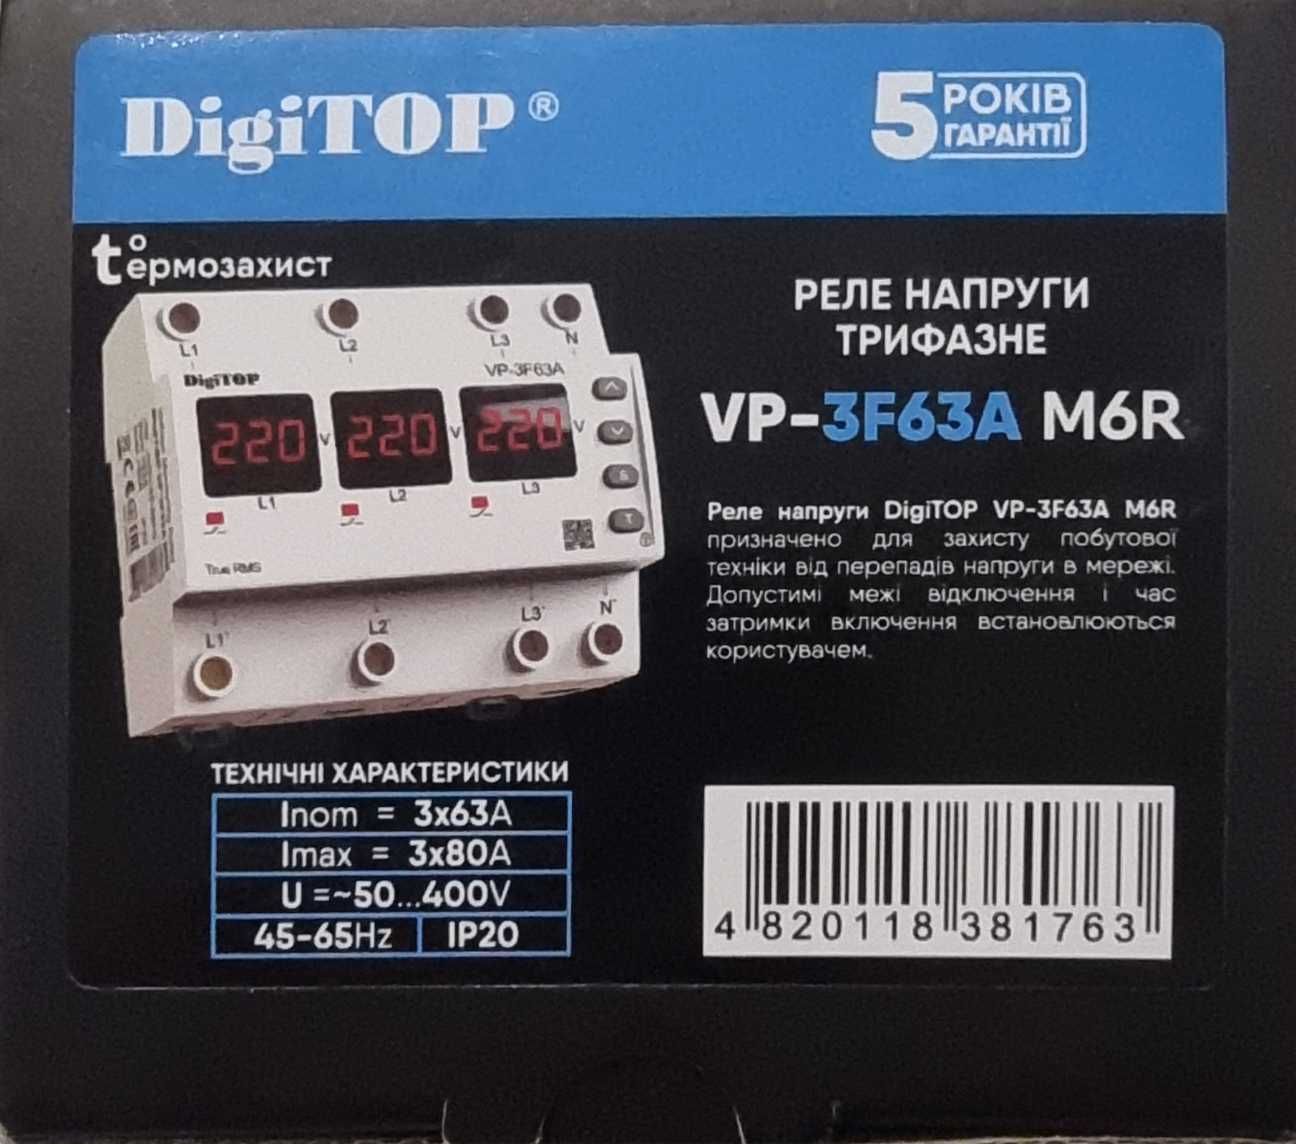 DigiTOP®
5 РОКІВ
ГАРАНТІЇ
t°ермозахист
РЕЛЕ НАПРУГИ
ТРИФАЗНЕ
VP-3F63A M6R
L1 L2 L3 N
DigiTOP VP-3F63A
220 V 220 V 220 V
L1 L2 L3
S
T
True RMS
L1' L2' L3' N'
Реле напруги DigiTOP VP-3F63A M6R
призначено для захисту побутової
техніки від перепадів напруги в мережі.
Допустимі межі відключення і час
затримки включення встановлюються
користувачем.
ТЕХНІЧНІ ХАРАКТЕРИСТИКИ
Inom = 3x63A
Imax = 3x80A
U =~50...400V
45-65Hz IP20
4 820118 381763